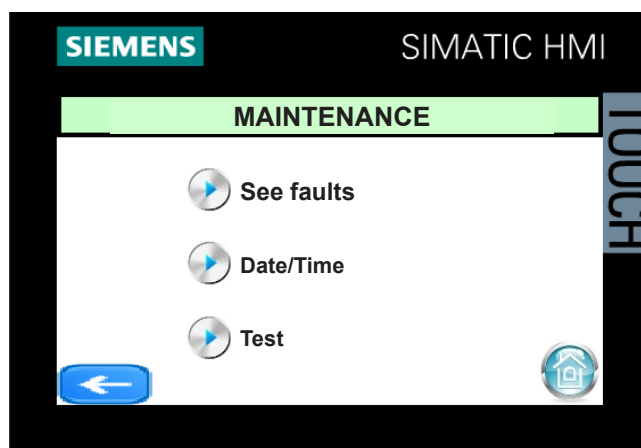 SIEMENS
SIMATIC HMI
TOUCH
MAINTENANCE
See faults
Date/Time
Test